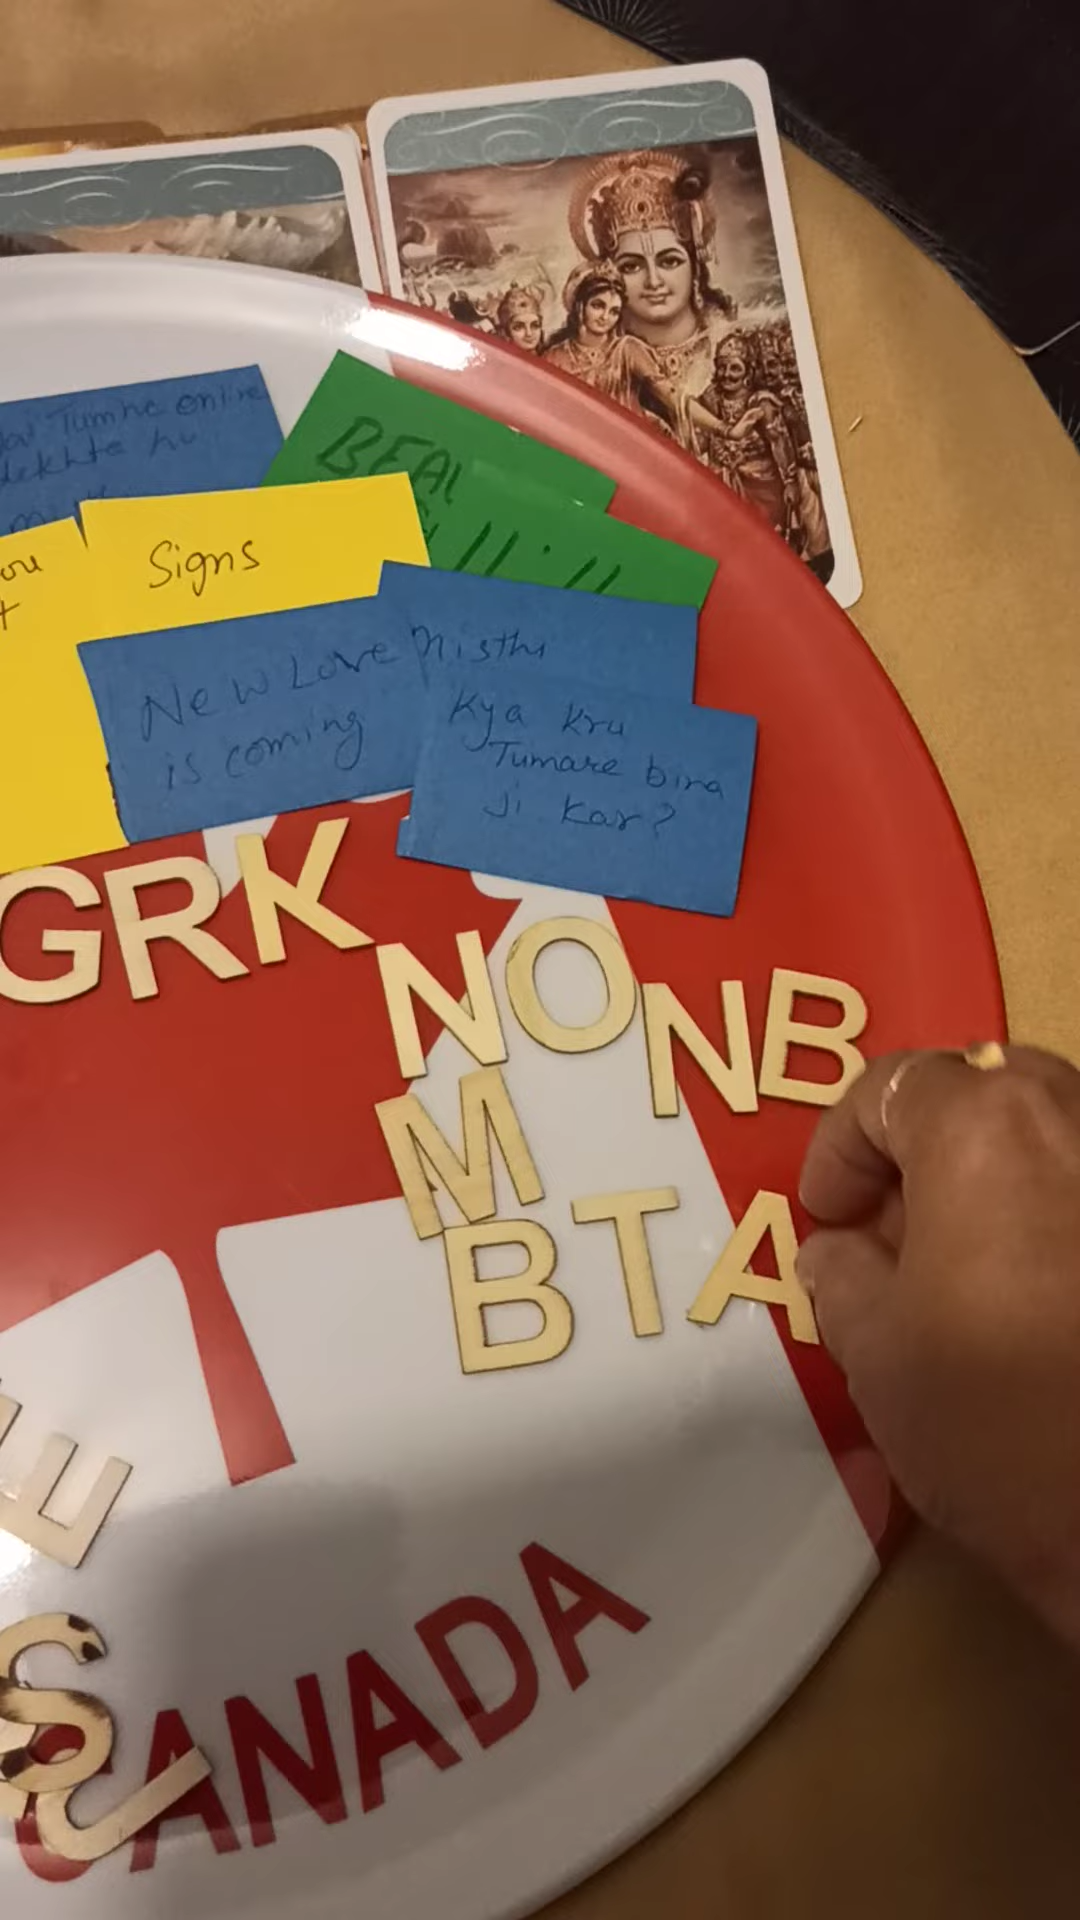 Tumhe online
dekhte hu
BEAU
Signs
New Love
is coming
Kya kru
Tumare bina
Ji kar?
GRK
NONB
M
BTA
E
S
CANADA